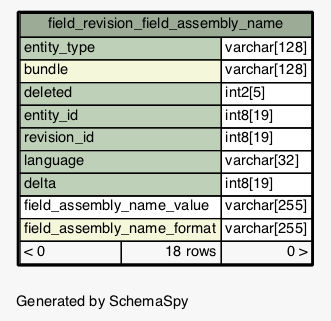 field_revision_field_assembly_name
entity_type varchar[128]
bundle varchar[128]
deleted int2[5]
entity_id int8[19]
revision_id int8[19]
language varchar[32]
delta int8[19]
field_assembly_name_value varchar[255]
field_assembly_name_format varchar[255]
< 0 18 rows 0 >
Generated by SchemaSpy